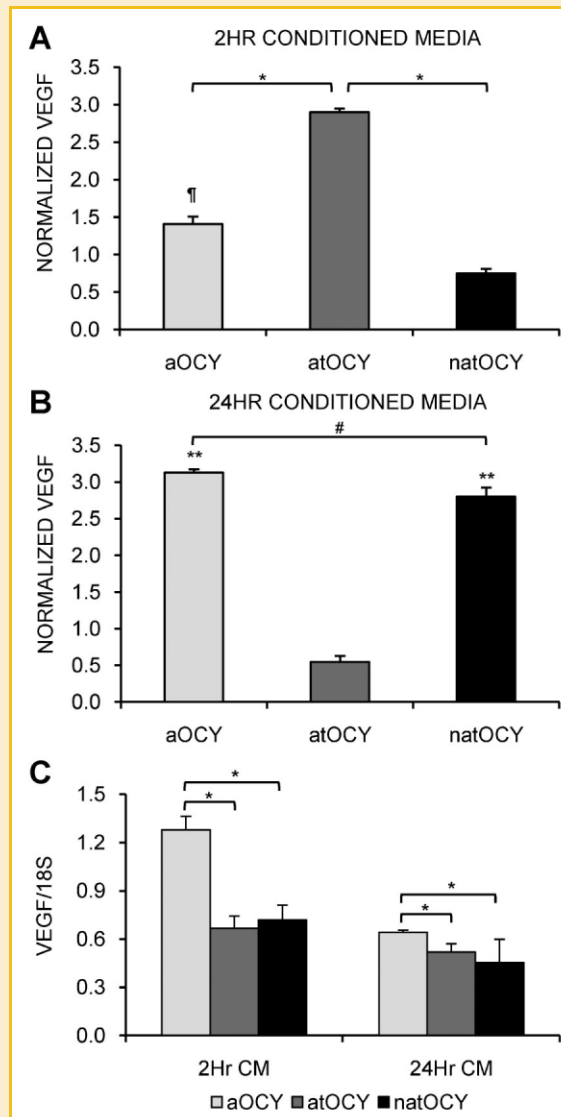 A
2HR CONDITIONED MEDIA
* *
3.5
3.0
2.5
2.0
1.5
1.0
0.5
0.0
NORMALIZED VEGF
¶
aOCY atOCY natOCY
B
24HR CONDITIONED MEDIA
#
3.5
3.0
2.5
2.0
1.5
1.0
0.5
0.0
NORMALIZED VEGF
** **
aOCY atOCY natOCY
C
1.5
1.2
0.9
0.6
0.3
0.0
VEGF/18S
*
*
*
*
2Hr CM 24Hr CM
aOCY atOCY natOCY